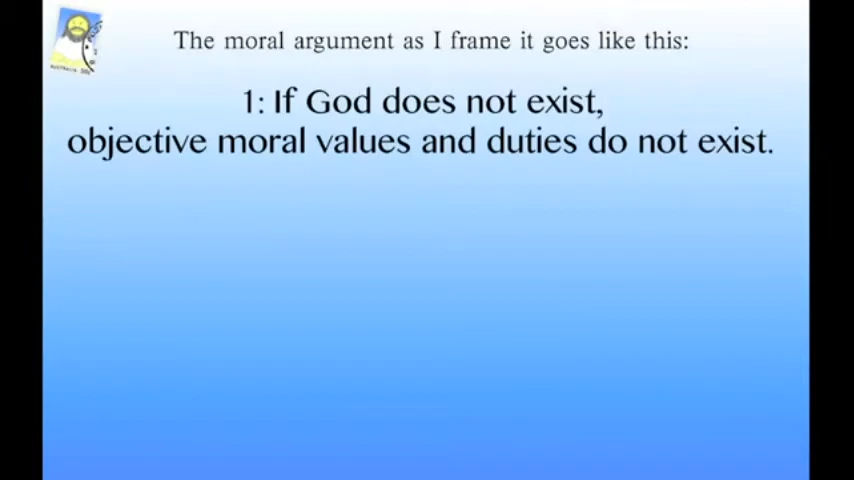 The moral argument as I frame it goes like this:
1: If God does not exist,
objective moral values and duties do not exist.